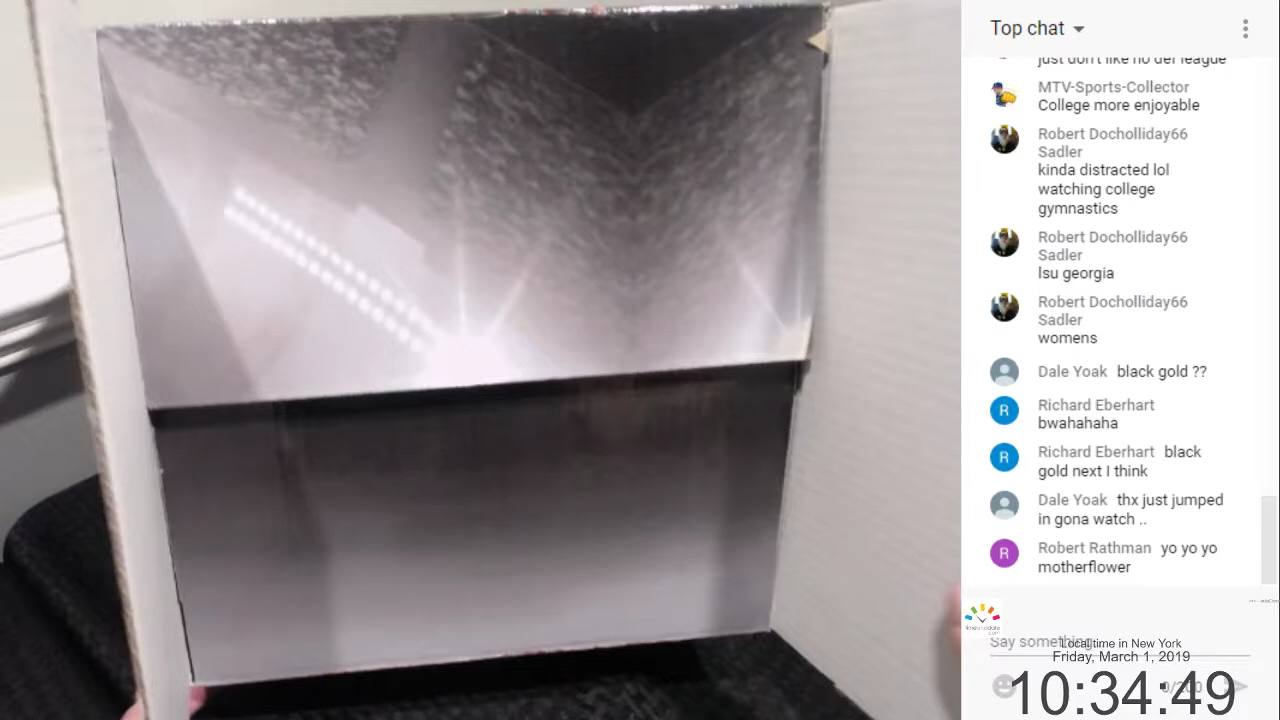 Top chat
just don't like no def league
MTV-Sports-Collector
College more enjoyable
Robert Docholliday66
Sadler
kinda distracted lol
watching college
gymnastics
Robert Docholliday66
Sadler
lsu georgia
Robert Docholliday66
Sadler
womens
Dale Yoak black gold ??
Richard Eberhart
bwahahaha
Richard Eberhart black
gold next I think
Dale Yoak thx just jumped
in gona watch ..
Robert Rathman yo yo yo
motherflower
Say something...
Local time in New York
Friday, March 1, 2019
10:34:49